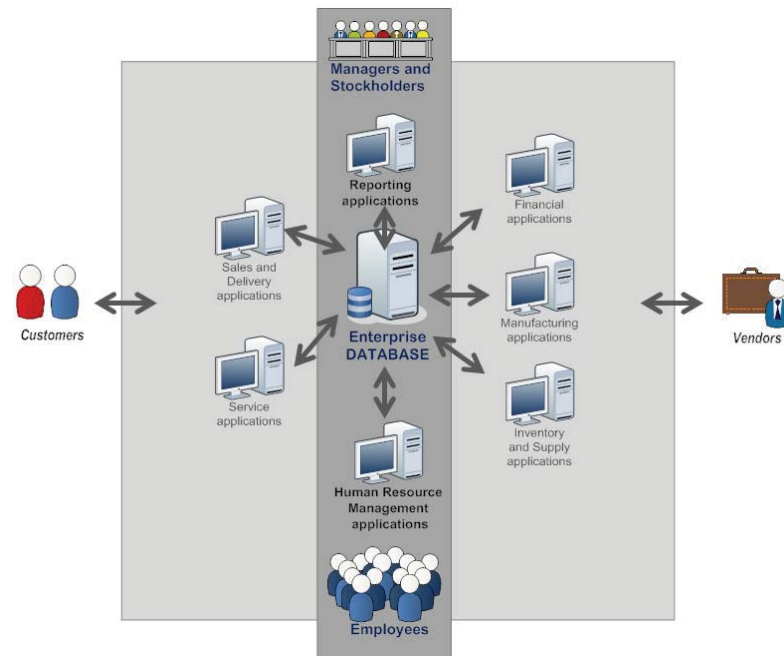 Managers and
Stockholders
Reporting
applications
Financial
applications
Sales and
Delivery
applications
Customers
Enterprise
DATABASE
Manufacturing
applications
Vendors
Service
applications
Inventory
and Supply
applications
Human Resource
Management
applications
Employees